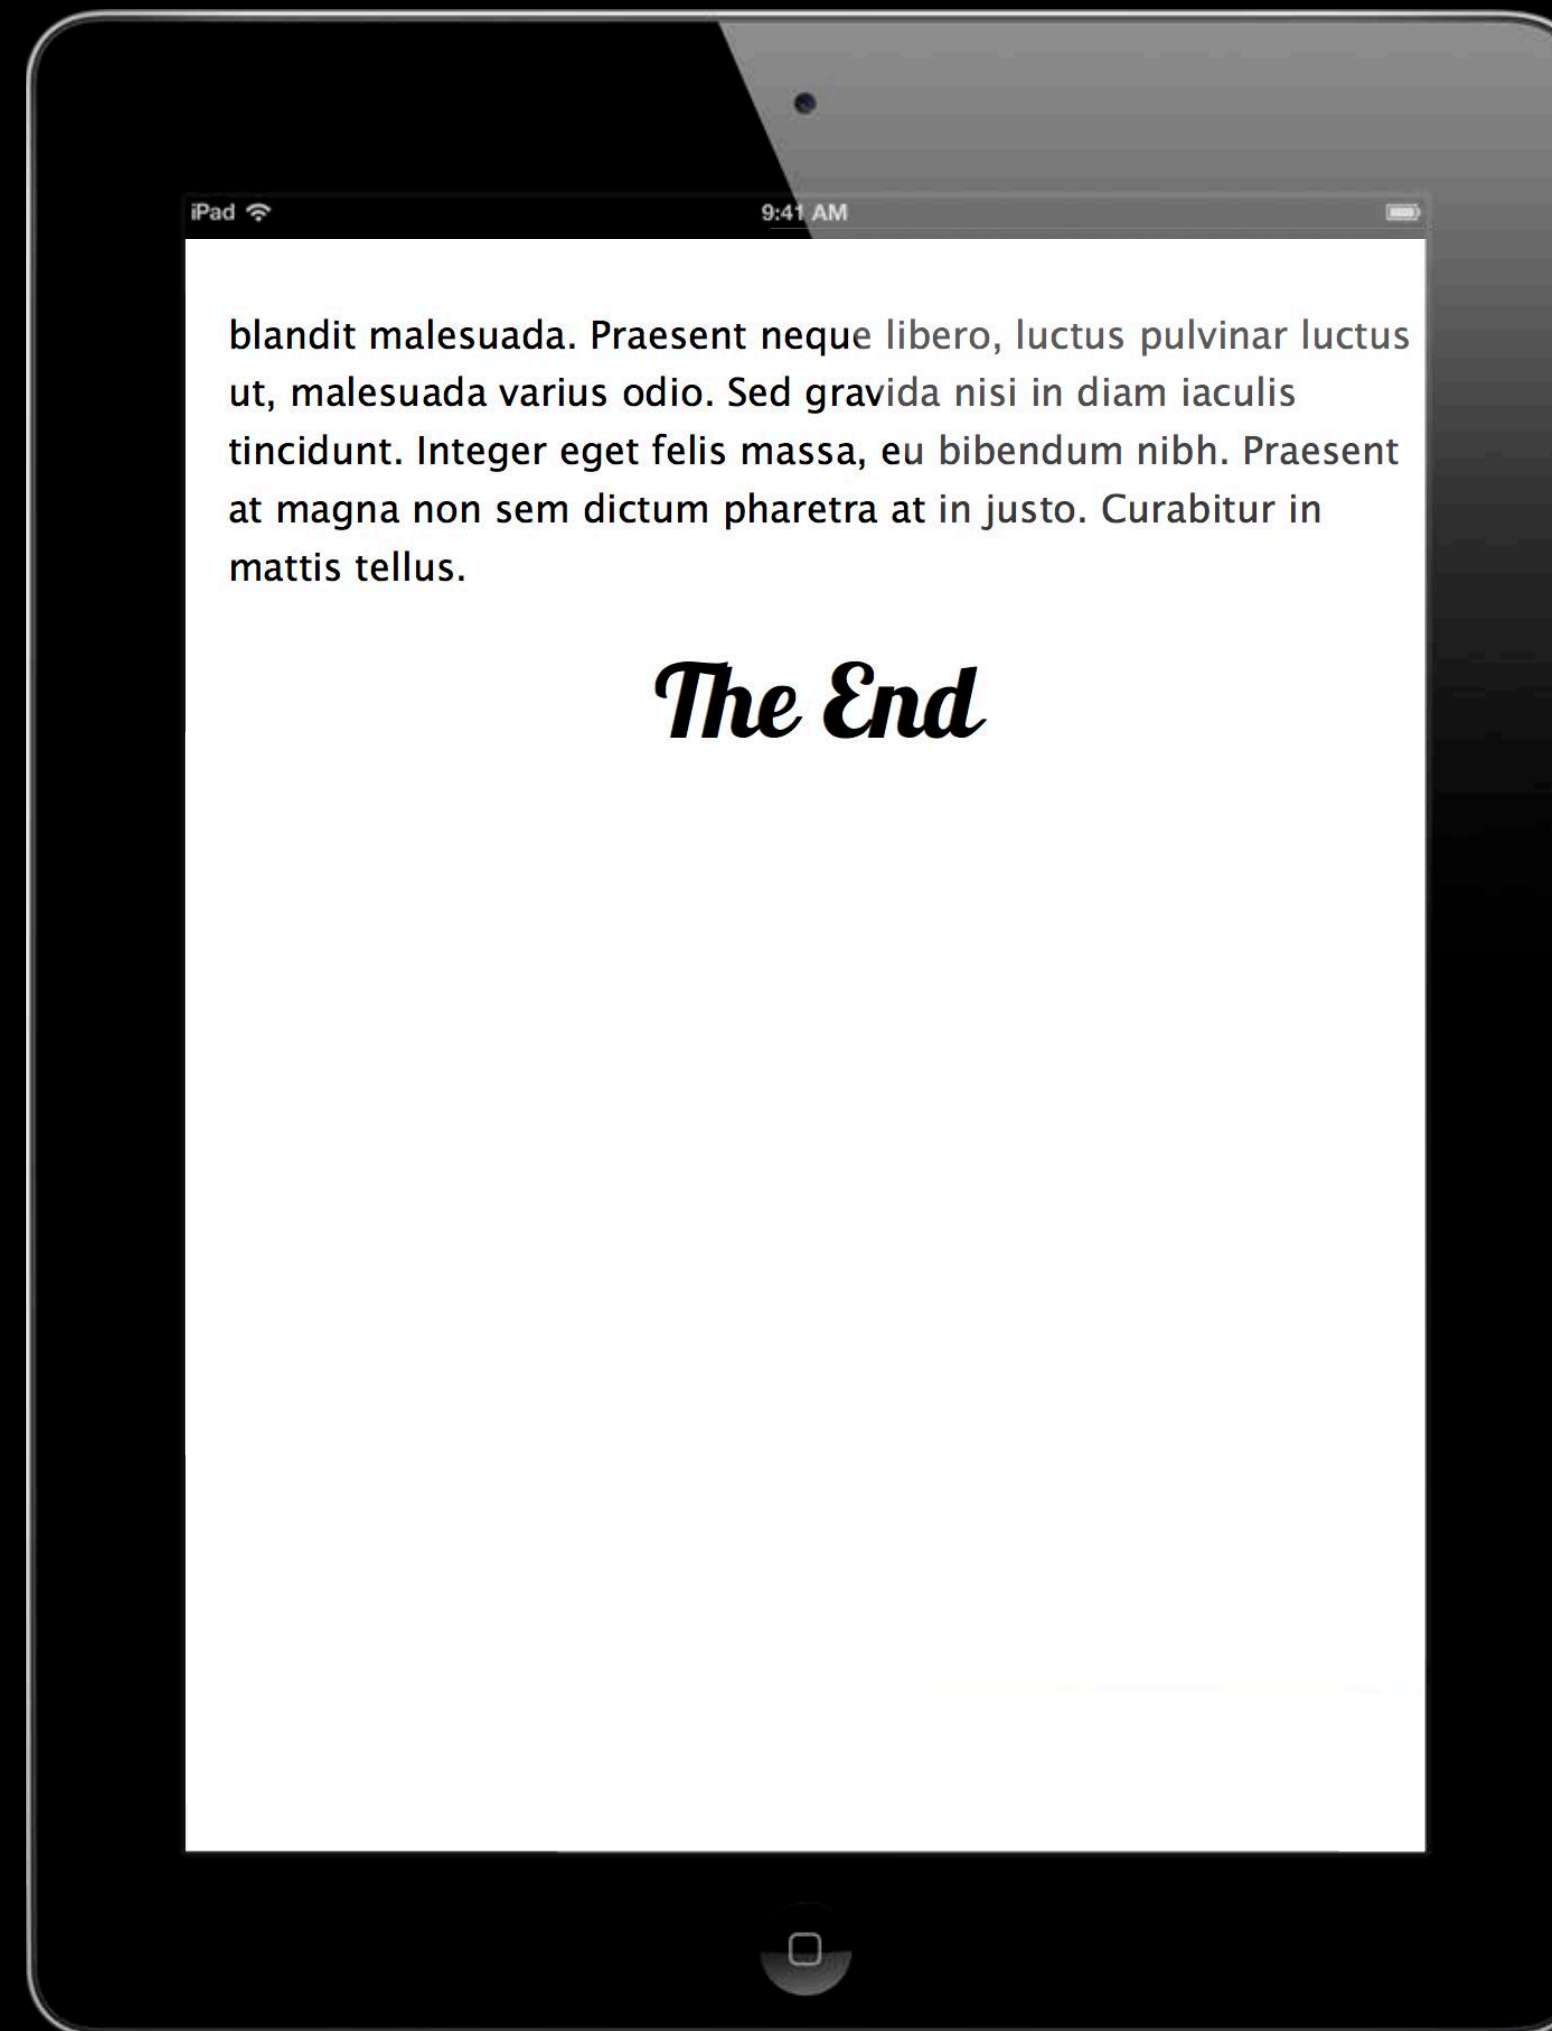 iPad
9:41 AM
blandit malesuada. Praesent neque libero, luctus pulvinar luctus
ut, malesuada varius odio. Sed gravida nisi in diam iaculis
tincidunt. Integer eget felis massa, eu bibendum nibh. Praesent
at magna non sem dictum pharetra at in justo. Curabitur in
mattis tellus.
The End